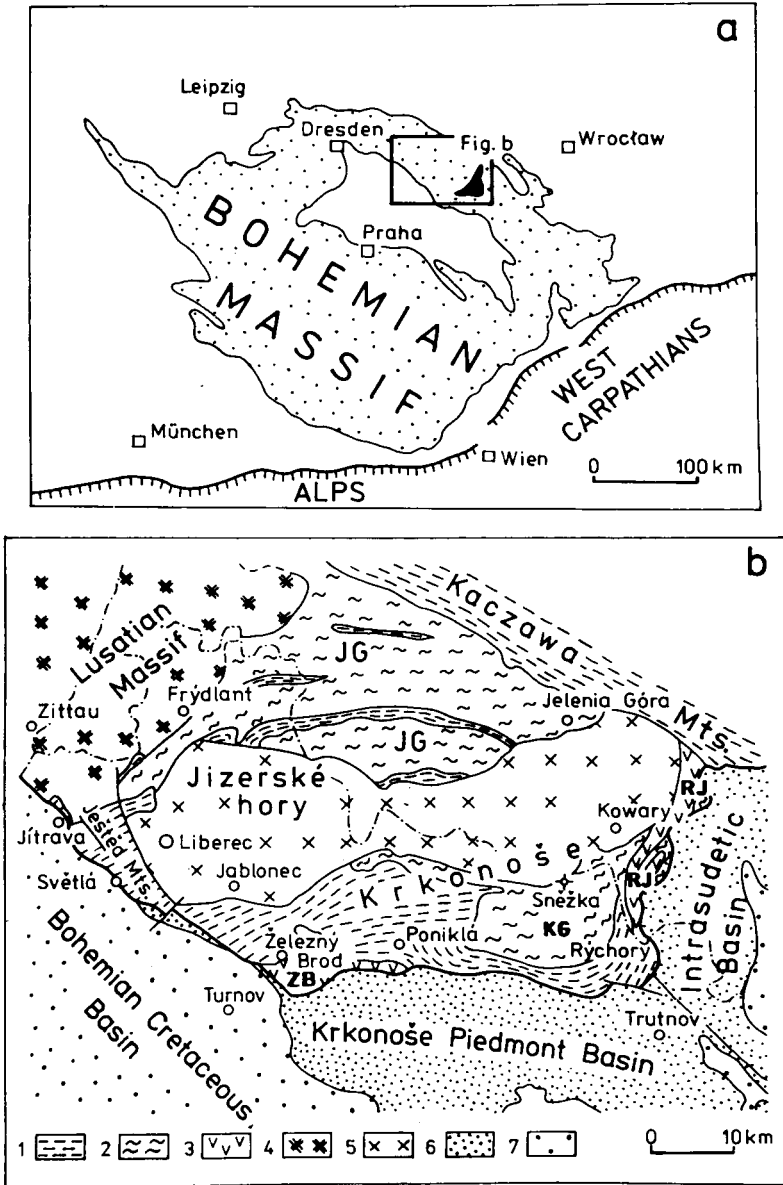 a
Leipzig
Dresden
Fig. b
Wrocław
Praha
BOHEMIAN
MASSIF
WEST
CARPATHIANS
München
Wien
0 100 km
ALPS
b
Kaczawa
Mts.
Lusatian
Massif
JG
Zittau
Frýdlant
Jelenia Góra
JG
Jizerské
hory
RJ
Kowary
Jítrava
Ještěd Mts.
Liberec
Krkonoše
RJ
Světlá
Jablonec
Sněžka
KG
Intrasudetic
Basin
Železný
Brod
Poniklá
Rýchory
ZB
Bohemian Cretaceous
Basin
Turnov
Trutnov
Krkonoše Piedmont Basin
1 2 3 4 5 6 7 0 10 km